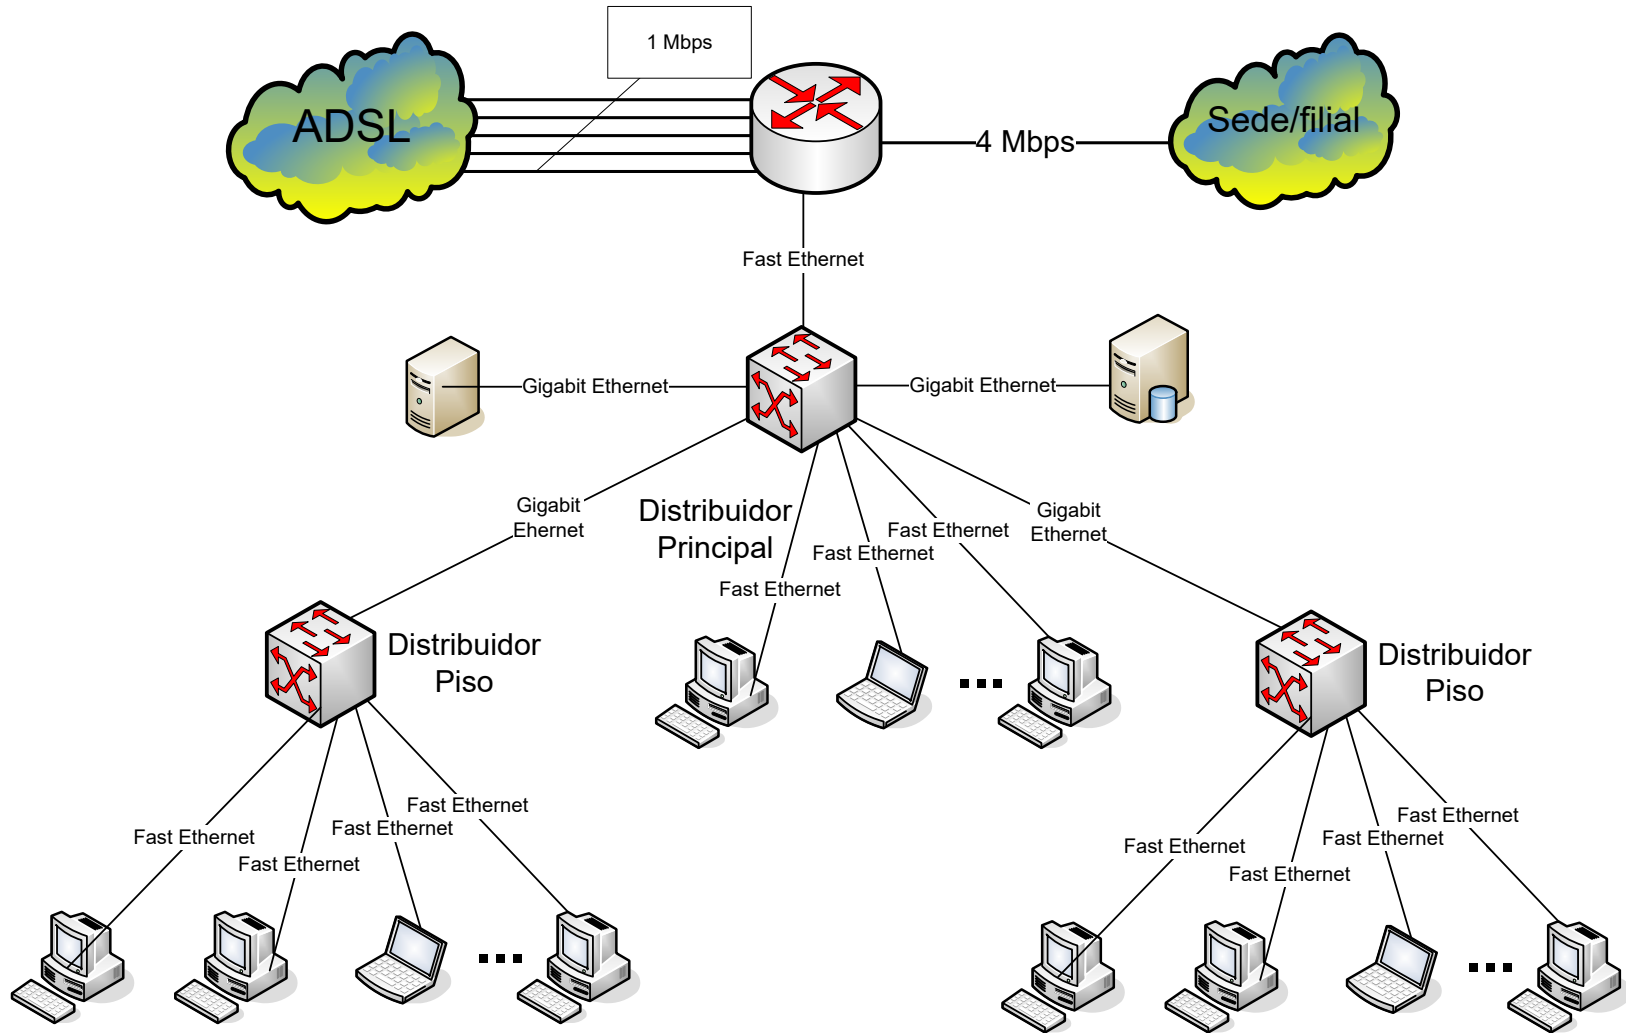 1 Mbps
ADSL
Sede/filial
4 Mbps
Fast Ethernet
Gigabit Ethernet
Gigabit Ethernet
Gigabit
Ehernet
Distribuidor
Principal
Fast Ethernet
Fast Ethernet
Fast Ethernet
Gigabit
Ethernet
Distribuidor
Piso
Distribuidor
Piso
Fast Ethernet
Fast Ethernet
Fast Ethernet
Fast Ethernet
Fast Ethernet
Fast Ethernet
Fast Ethernet
Fast Ethernet